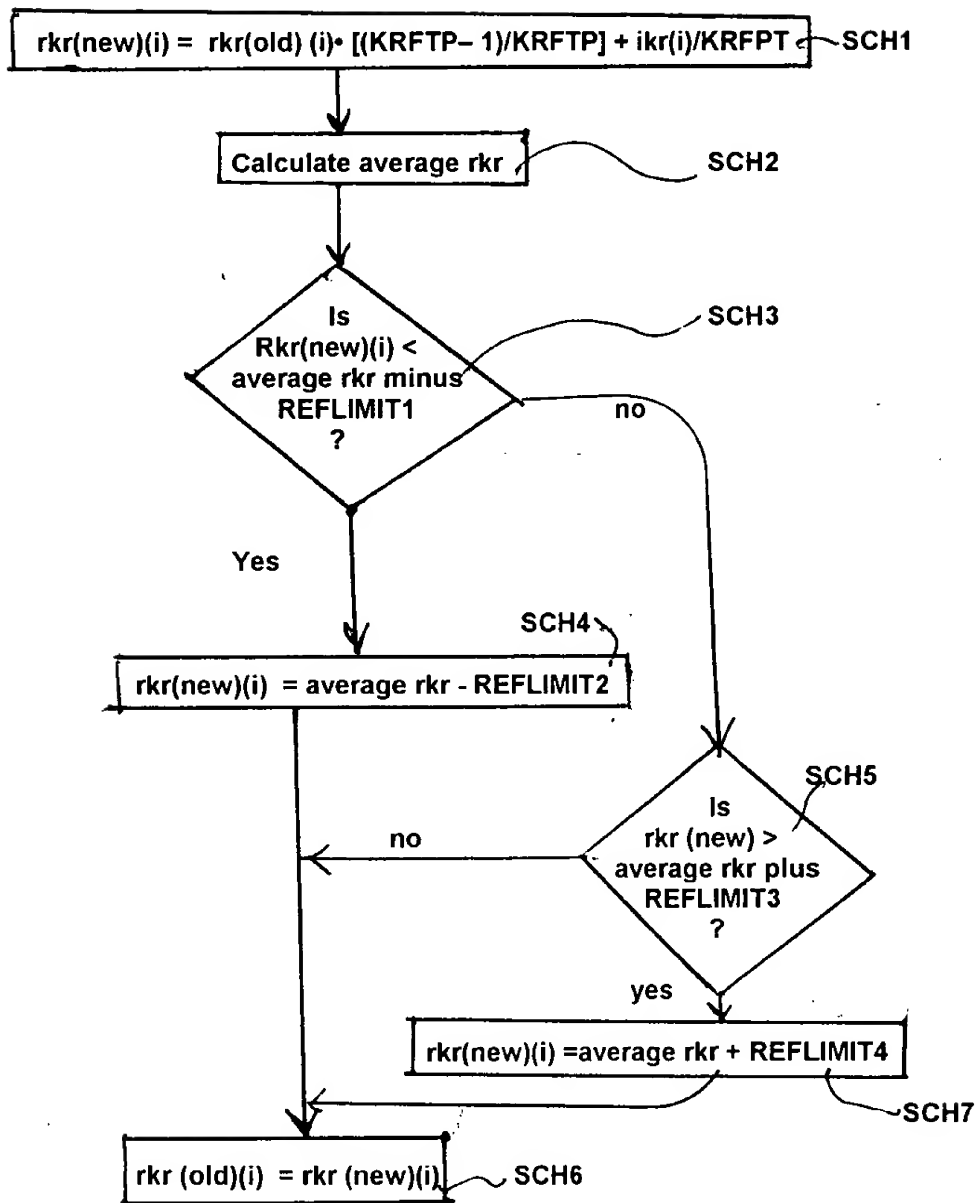 rkr(new)(i) = rkr(old) (i)• [(KRFTP– 1)/KRFTP] + ikr(i)/KRFPT
SCH1
Calculate average rkr
SCH2
Is
Rkr(new)(i) <
average rkr minus
REFLIMIT1
?
SCH3
no
Yes
SCH4
rkr(new)(i) = average rkr - REFLIMIT2
SCH5
Is
rkr (new) >
average rkr plus
REFLIMIT3
?
no
yes
rkr(new)(i) =average rkr + REFLIMIT4
SCH7
rkr (old)(i) = rkr (new)(i)
SCH6